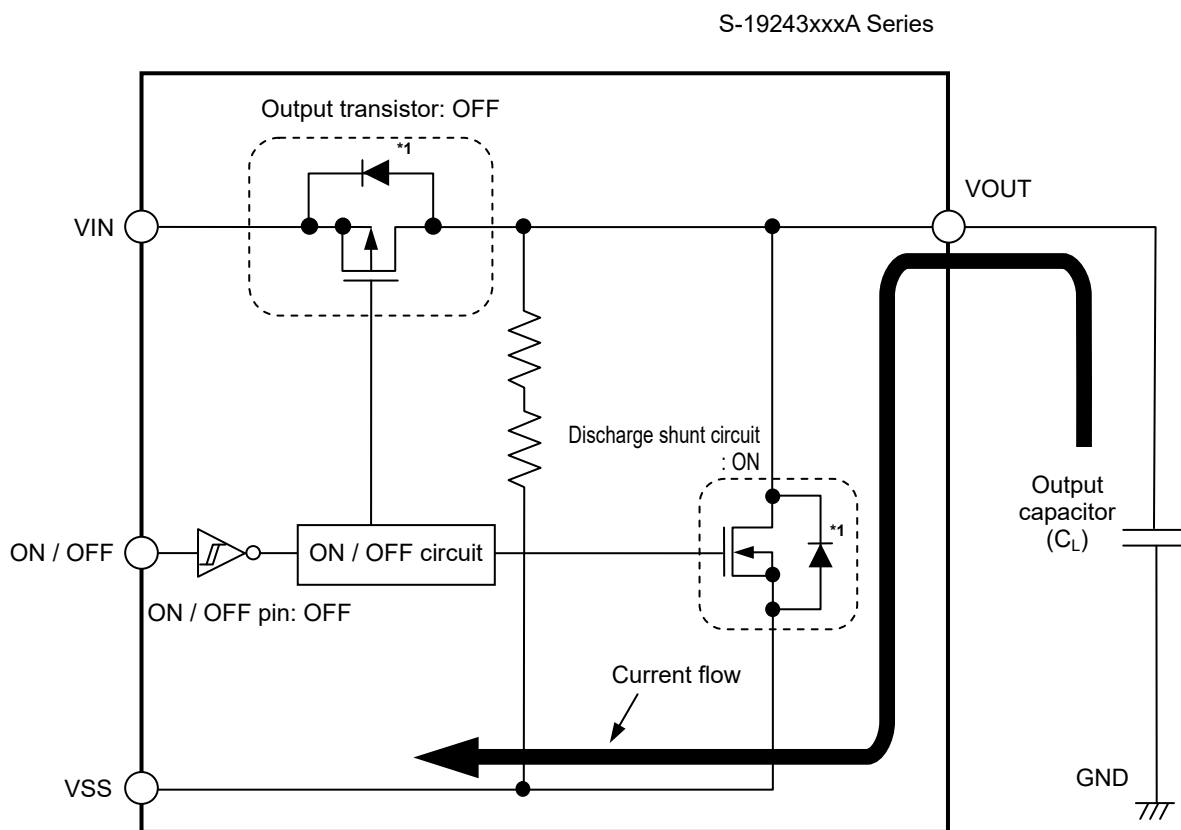 S-19243xxxA Series
Output transistor: OFF
*1
VIN
VOUT
Discharge shunt circuit
: ON
*1
Output
capacitor
(CL)
ON / OFF
ON / OFF circuit
ON / OFF pin: OFF
Current flow
VSS
GND